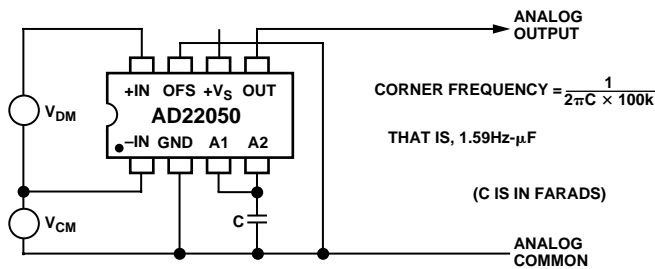 ANALOG
OUTPUT
+IN OFS +VS OUT
CORNER FREQUENCY = 1
2πC × 100k
AD22050
VDM
THAT IS, 1.59Hz-μF
–IN GND A1 A2
(C IS IN FARADS)
C
VCM
ANALOG
COMMON